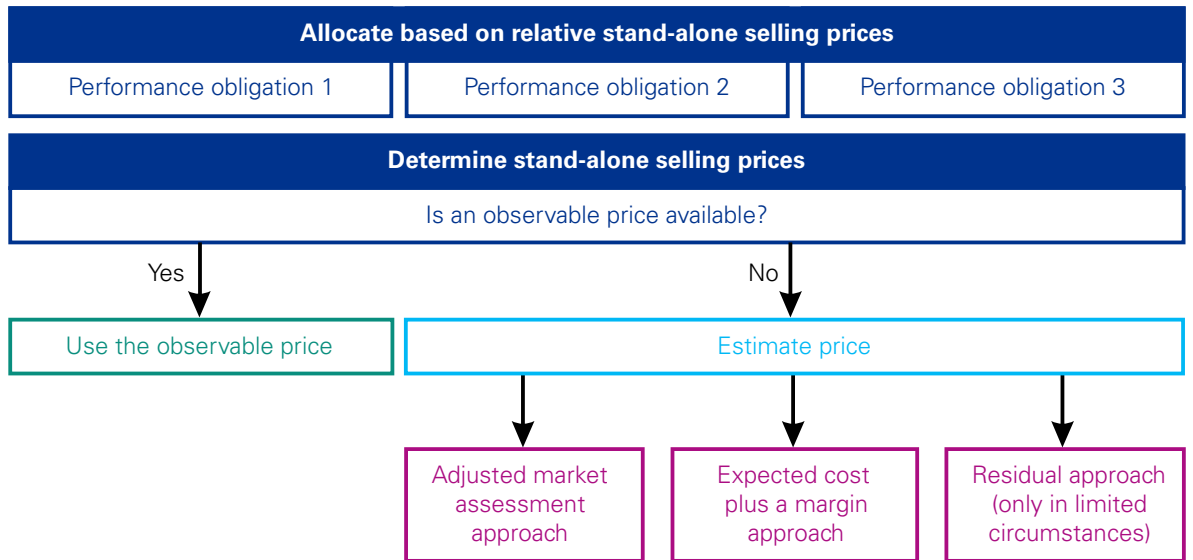 Allocate based on relative stand-alone selling prices
Performance obligation 1
Performance obligation 2
Performance obligation 3
Determine stand-alone selling prices
Is an observable price available?
Yes
No
Use the observable price
Estimate price
Adjusted market
assessment
approach
Expected cost
plus a margin
approach
Residual approach
(only in limited
circumstances)